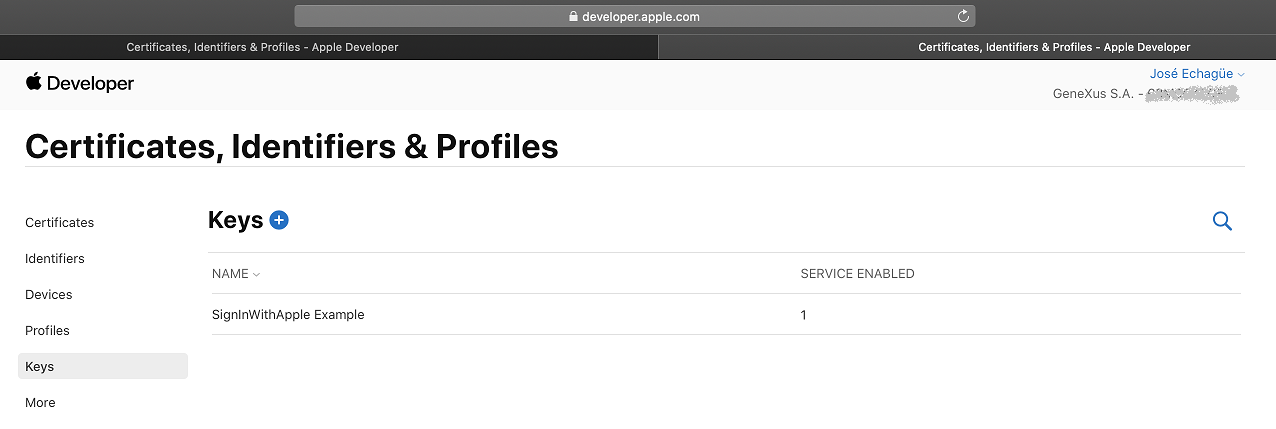 developer.apple.com
Certificates, Identifiers & Profiles - Apple Developer
Certificates, Identifiers & Profiles - Apple Developer
Developer
José Echagüe
GeneXus S.A. -
Certificates, Identifiers & Profiles
Certificates
Identifiers
Devices
Profiles
Keys
More
Keys
NAME
SERVICE ENABLED
SignInWithApple Example
1